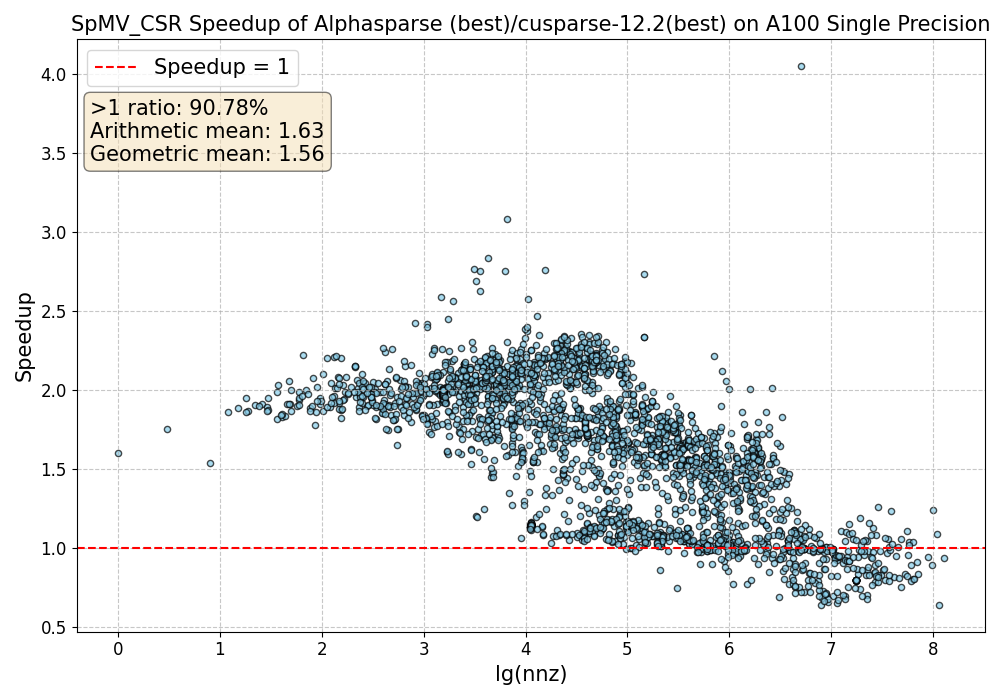 SpMV_CSR Speedup of Alphasparse (best)/cusparse-12.2(best) on A100 Single Precision
Speedup = 1
>1 ratio: 90.78%
Arithmetic mean: 1.63
Geometric mean: 1.56
Speedup
4.0
3.5
3.0
2.5
2.0
1.5
1.0
0.5
0 1 2 3 4 5 6 7 8
lg(nnz)